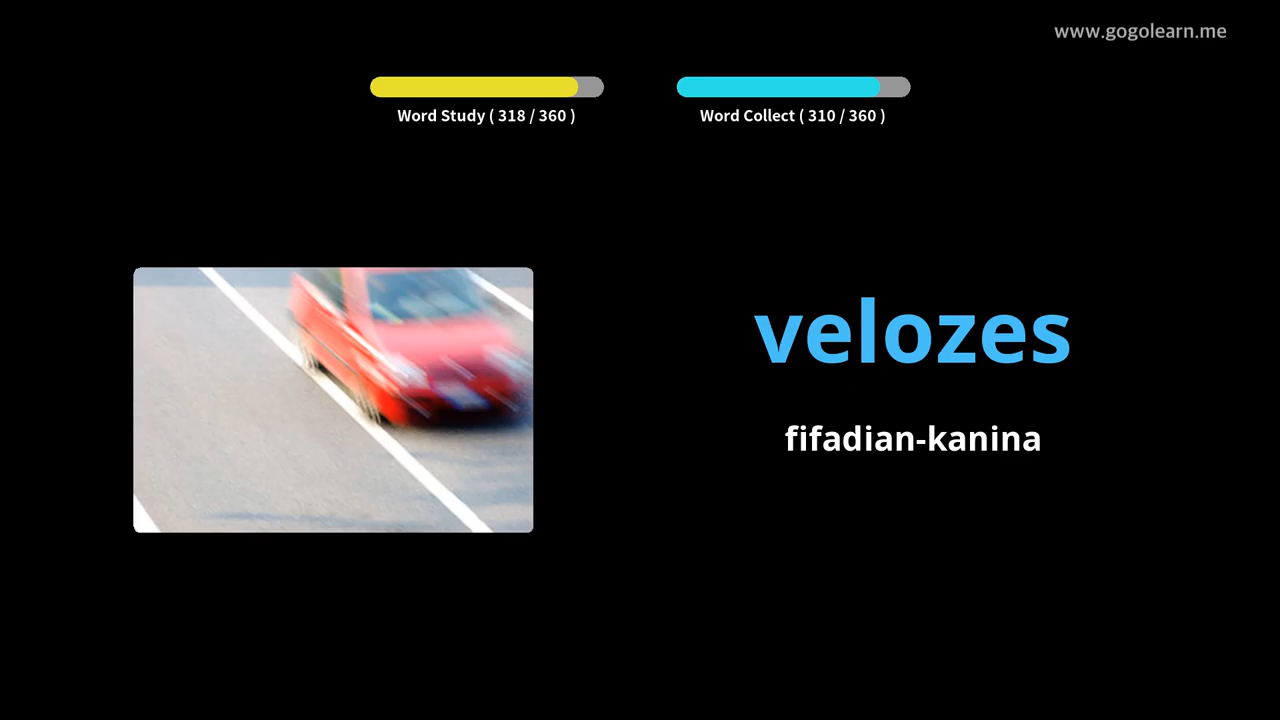 www.gogolearn.me
Word Study ( 318 / 360 )
Word Collect ( 310 / 360 )
velozes
fifadian-kanina